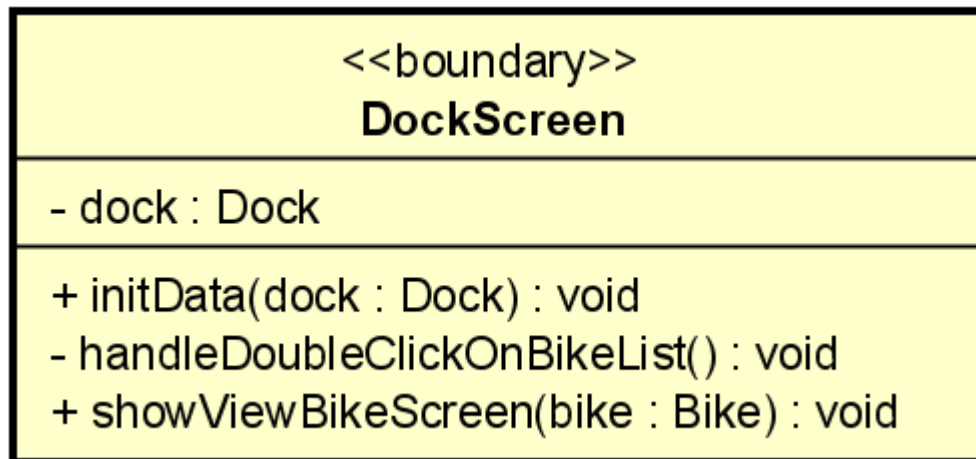 <<boundary>>
DockScreen
- dock : Dock
+ initData(dock : Dock) : void
- handleDoubleClickOnBikeList() : void
+ showViewBikeScreen(bike : Bike) : void